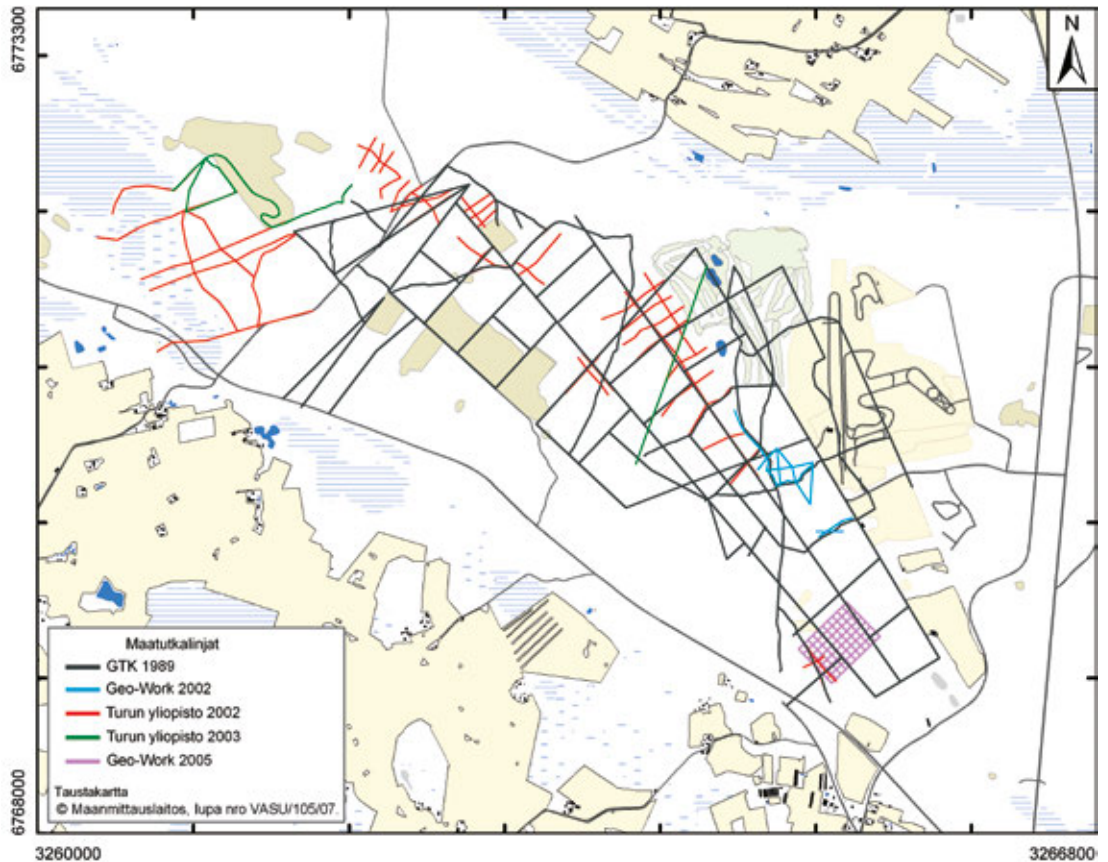 N
6773300
6768000
Maatutkalinjat
GTK 1989
Geo-Work 2002
Turun yliopisto 2002
Turun yliopisto 2003
Geo-Work 2005
Taustakartta
© Maanmittauslaitos, lupa nro VASU/105/07.
3260000
3266800